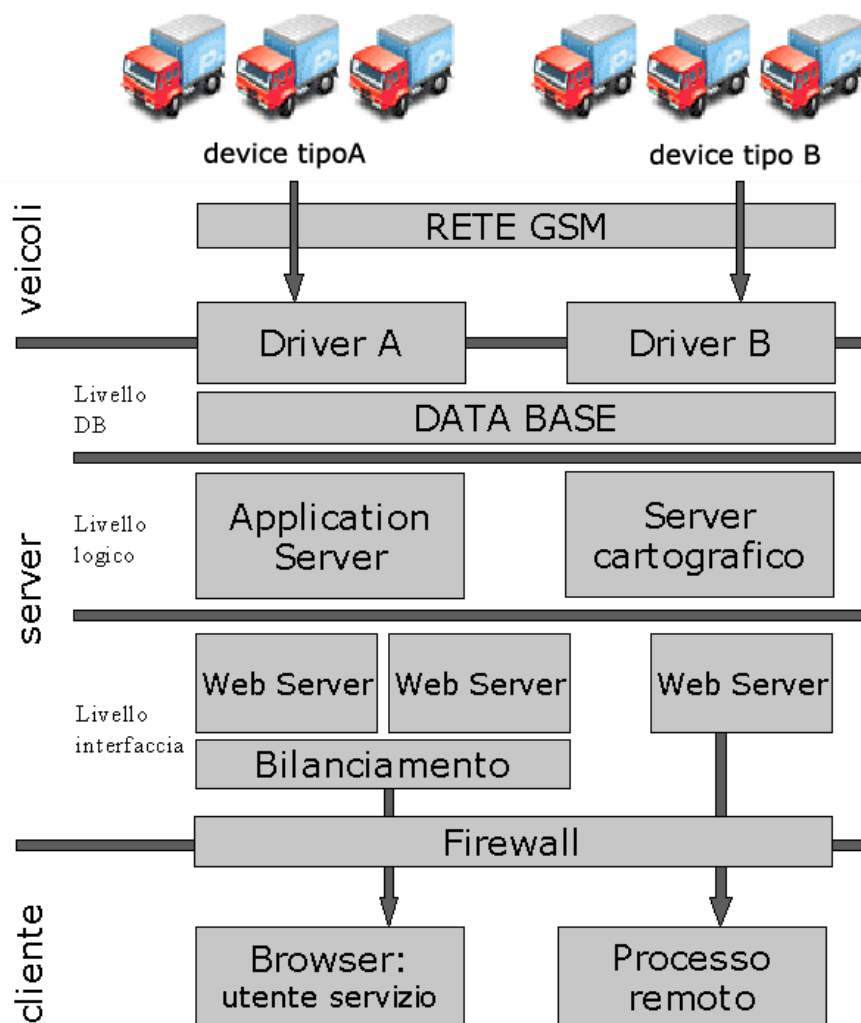 device tipoA
device tipo B
veicoli
RETE GSM
Driver A
Driver B
Livello
DB
DATA BASE
server
Livello
logico
Application
Server
Server
cartografico
Livello
interfaccia
Web Server
Web Server
Web Server
Bilanciamento
Firewall
cliente
Browser:
utente servizio
Processo
remoto